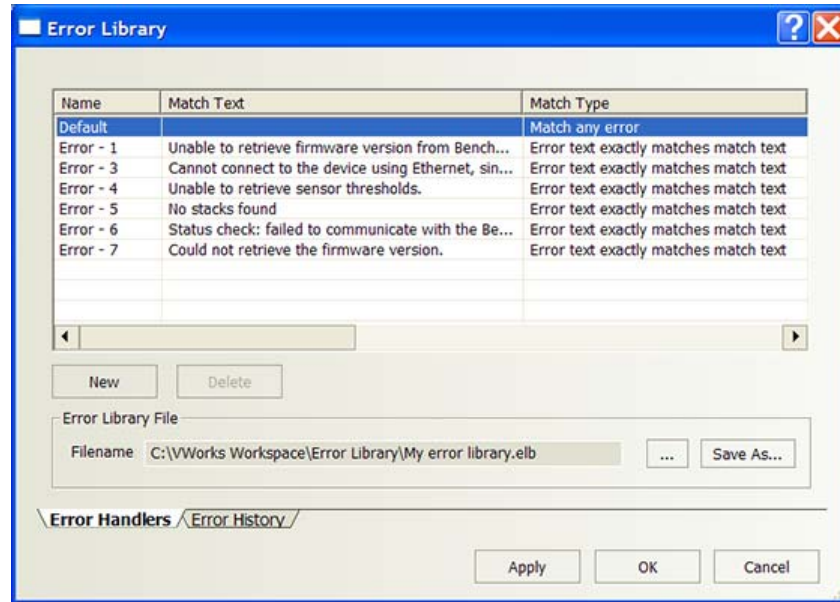 Error Library
Name Match Text Match Type
Default Match any error
Error - 1 Unable to retrieve firmware version from Bench... Error text exactly matches match text
Error - 3 Cannot connect to the device using Ethernet, sin... Error text exactly matches match text
Error - 4 Unable to retrieve sensor thresholds. Error text exactly matches match text
Error - 5 No stacks found Error text exactly matches match text
Error - 6 Status check: failed to communicate with the Be... Error text exactly matches match text
Error - 7 Could not retrieve the firmware version. Error text exactly matches match text
New Delete
Error Library File
Filename C:\VWorks Workspace\Error Library\My error library.elb ... Save As...
Error Handlers Error History
Apply OK Cancel